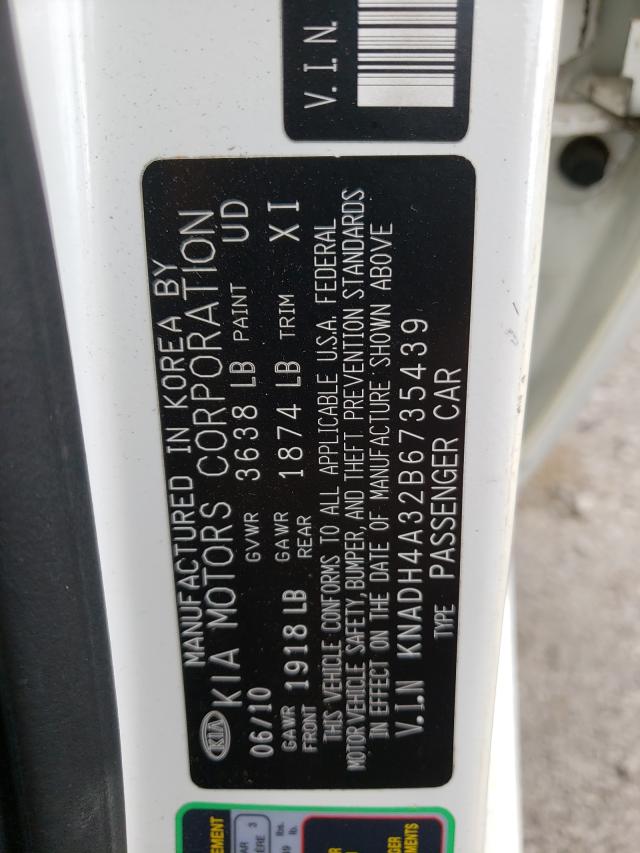 MANUFACTURED IN KOREA BY
KIA KIA MOTORS CORPORATION
06/10 GVWR 3638 LB PAINT UD
GAWR FRONT 1918 LB GAWR REAR 1874 LB TRIM XI
THIS VEHICLE CONFORMS TO ALL APPLICABLE U.S.A. FEDERAL
MOTOR VEHICLE SAFETY, BUMPER, AND THEFT PREVENTION STANDARDS
IN EFFECT ON THE DATE OF MANUFACTURE SHOWN ABOVE
V.I.N KNADH4A32B6735439
TYPE PASSENGER CAR
V.I.N.